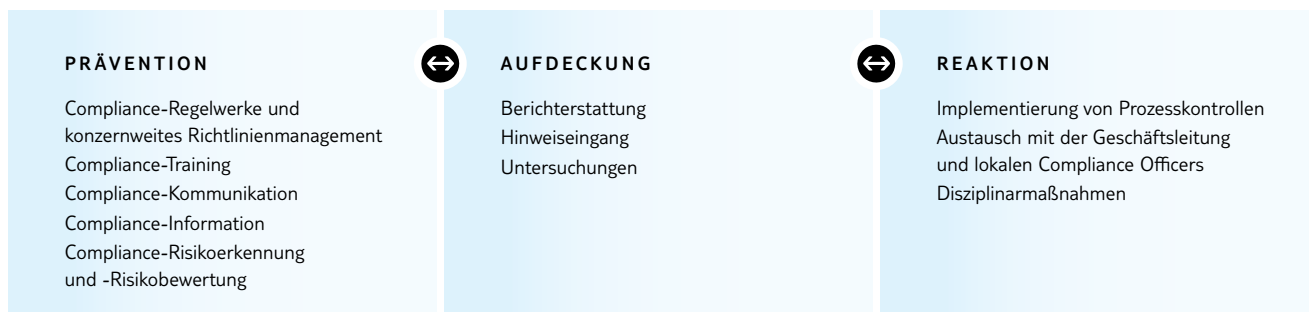 PRÄVENTION
Compliance-Regelwerke und
konzernweites Richtlinienmanagement
Compliance-Training
Compliance-Kommunikation
Compliance-Information
Compliance-Risikoerkennung
und -Risikobewertung
AUFDECKUNG
Berichterstattung
Hinweiseingang
Untersuchungen
REAKTION
Implementierung von Prozesskontrollen
Austausch mit der Geschäftsleitung
und lokalen Compliance Officers
Disziplinarmaßnahmen